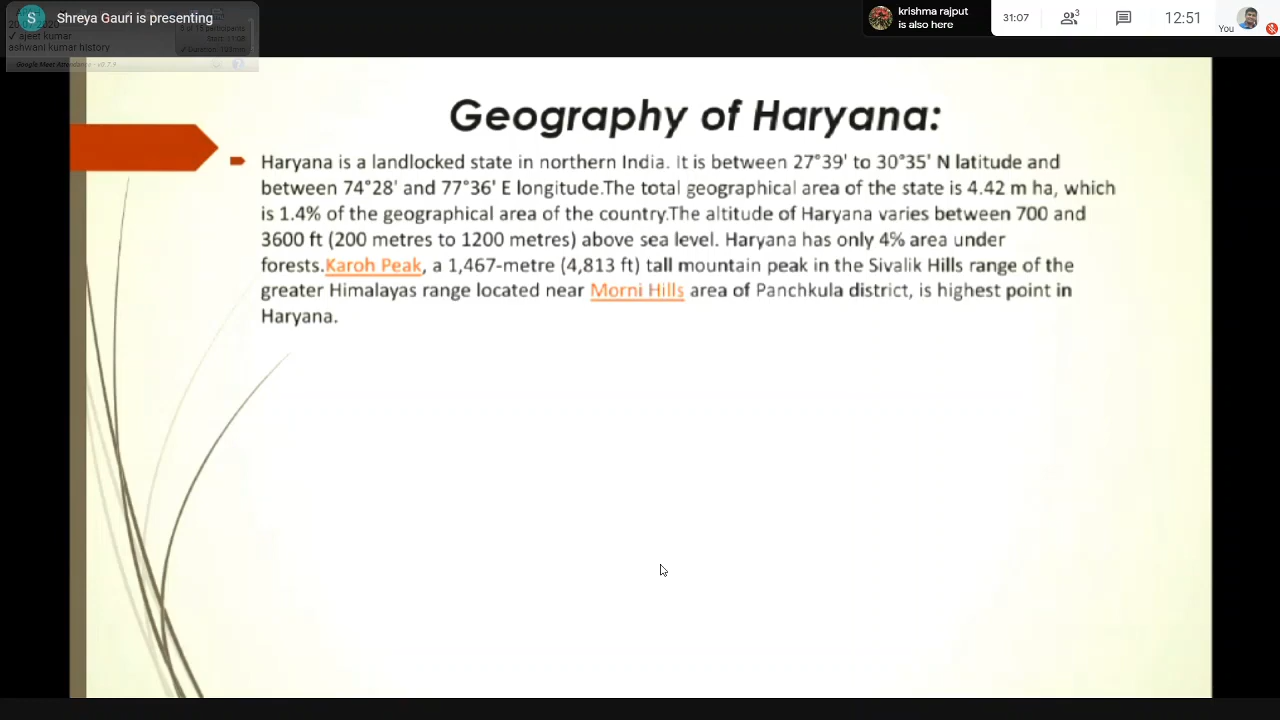 S
Shreya Gauri is presenting
✓ ajeet kumar
ashwani kumar history
krishma rajput
is also here
31:07
3
12:51
You
Geography of Haryana:
Haryana is a landlocked state in northern India. It is between 27°39' to 30°35' N latitude and
between 74°28' and 77°36' E longitude.The total geographical area of the state is 4.42 m ha, which
is 1.4% of the geographical area of the country.The altitude of Haryana varies between 700 and
3600 ft (200 metres to 1200 metres) above sea level. Haryana has only 4% area under
forests.Karoh Peak, a 1,467-metre (4,813 ft) tall mountain peak in the Sivalik Hills range of the
greater Himalayas range located near Morni Hills area of Panchkula district, is highest point in
Haryana.